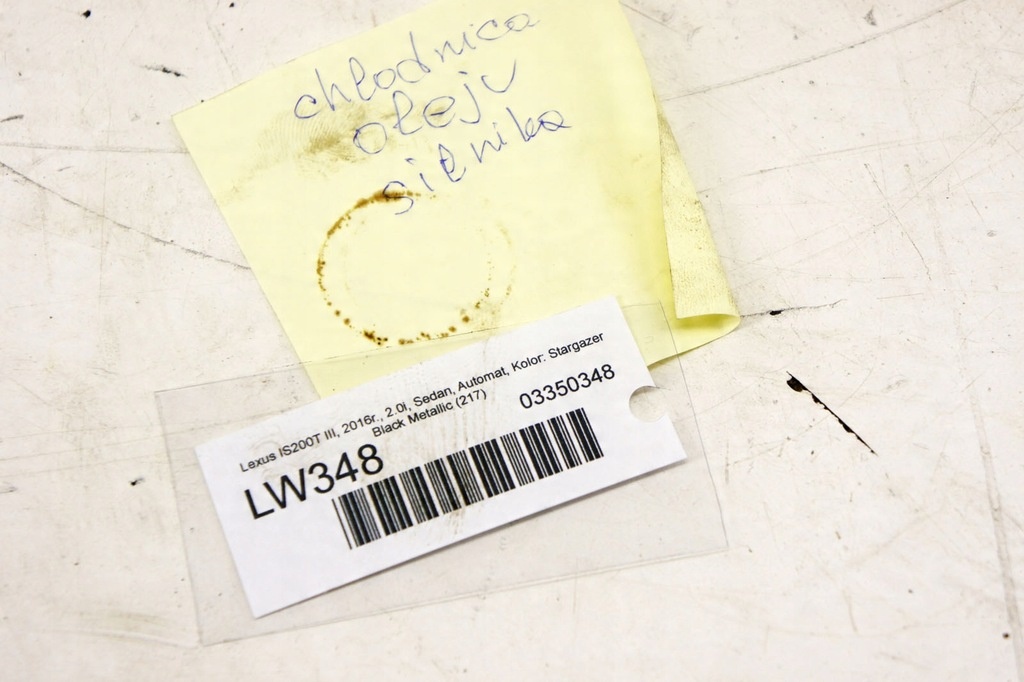 chłodnica
oleju
silnika
Lexus IS200T III, 2016r., 2.0i, Sedan, Automat, Kolor: Stargazer
Black Metallic (217)
03350348
LW348